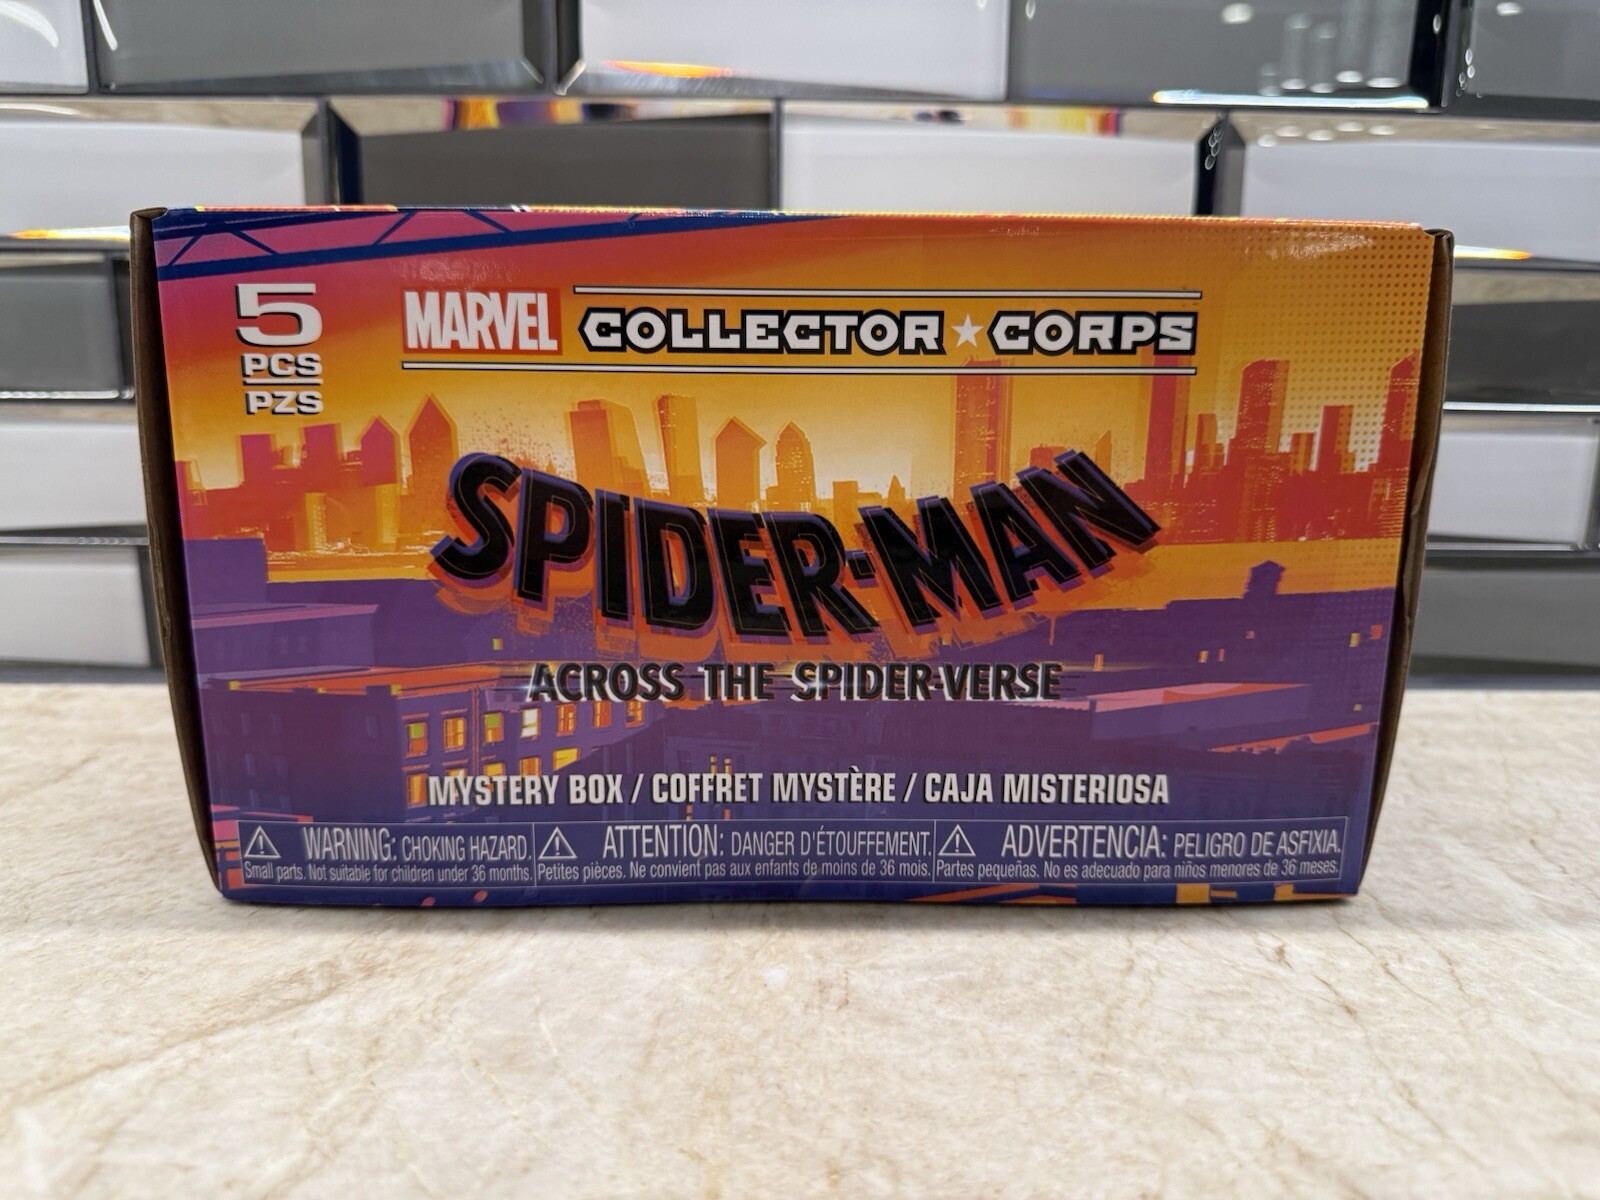 5
PCS
PZS
MARVEL COLLECTOR ★ CORPS
SPIDER-MAN
ACROSS THE SPIDER-VERSE
MYSTERY BOX / COFFRET MYSTÈRE / CAJA MISTERIOSA
WARNING: CHOKING HAZARD.
Small parts. Not suitable for children under 36 months.
ATTENTION: DANGER D'ÉTOUFFEMENT.
Petites pièces. Ne convient pas aux enfants de moins de 36 mois.
ADVERTENCIA: PELIGRO DE ASFIXIA.
Partes pequeñas. No es adecuado para niños menores de 36 meses.